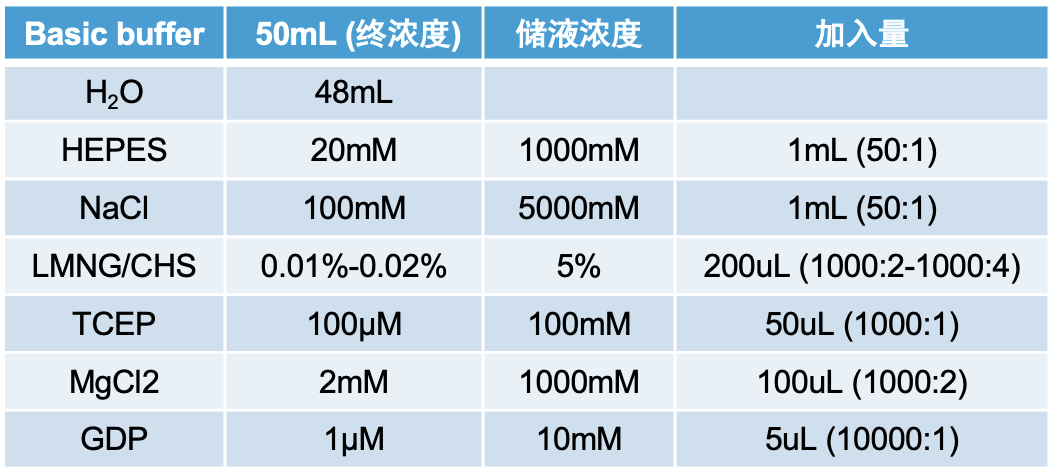 Basic buffer 50mL (终浓度) 储液浓度 加入量
H₂O 48mL
HEPES 20mM 1000mM 1mL (50:1)
NaCl 100mM 5000mM 1mL (50:1)
LMNG/CHS 0.01%-0.02% 5% 200uL (1000:2-1000:4)
TCEP 100μM 100mM 50uL (1000:1)
MgCl2 2mM 1000mM 100uL (1000:2)
GDP 1μM 10mM 5uL (10000:1)